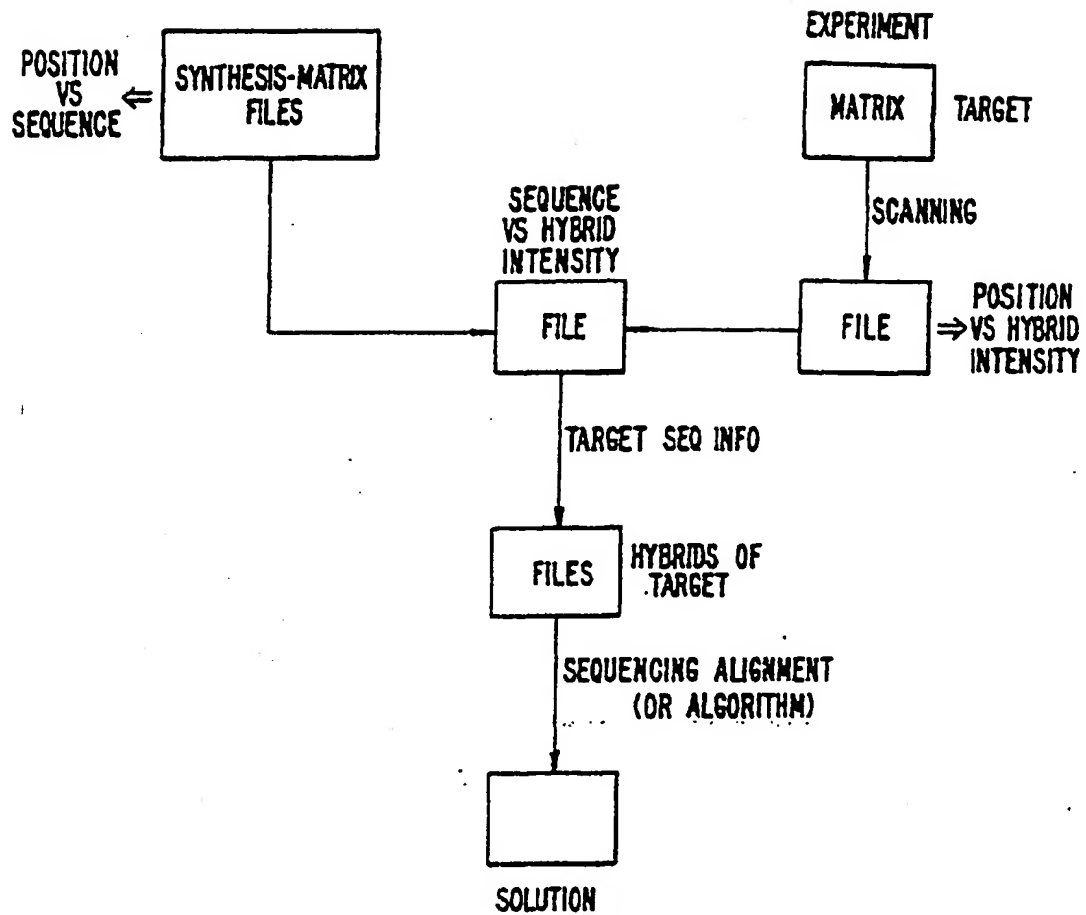 POSITION
VS
SEQUENCE
⇐
SYNTHESIS-MATRIX
FILES
EXPERIMENT
MATRIX
TARGET
SCANNING
SEQUENCE
VS HYBRID
INTENSITY
FILE
FILE
⇒
POSITION
VS HYBRID
INTENSITY
TARGET SEQ INFO
FILES
HYBRIDS OF
TARGET
SEQUENCING ALIGNMENT
(OR ALGORITHM)
SOLUTION